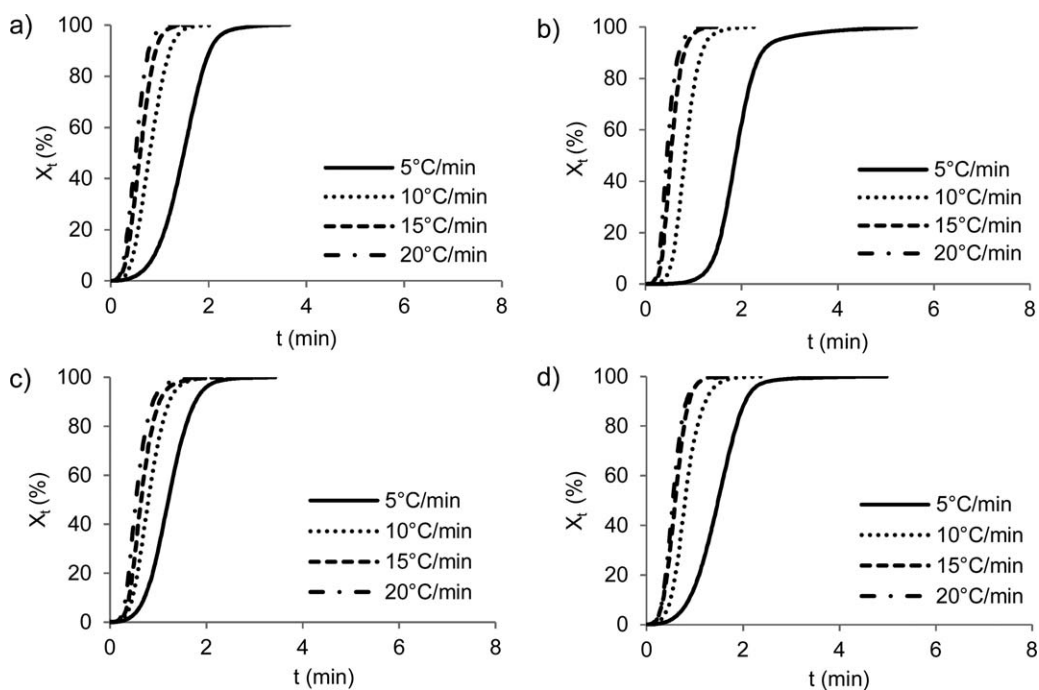 a)
100
80
60
40
20
0
X_t (%)
0 2 4 6 8
t (min)
5°C/min
10°C/min
15°C/min
20°C/min
b)
100
80
60
40
20
0
X_t (%)
0 2 4 6 8
t (min)
5°C/min
10°C/min
15°C/min
20°C/min
c)
100
80
60
40
20
0
X_t (%)
0 2 4 6 8
t (min)
5°C/min
10°C/min
15°C/min
20°C/min
d)
100
80
60
40
20
0
X_t (%)
0 2 4 6 8
t (min)
5°C/min
10°C/min
15°C/min
20°C/min